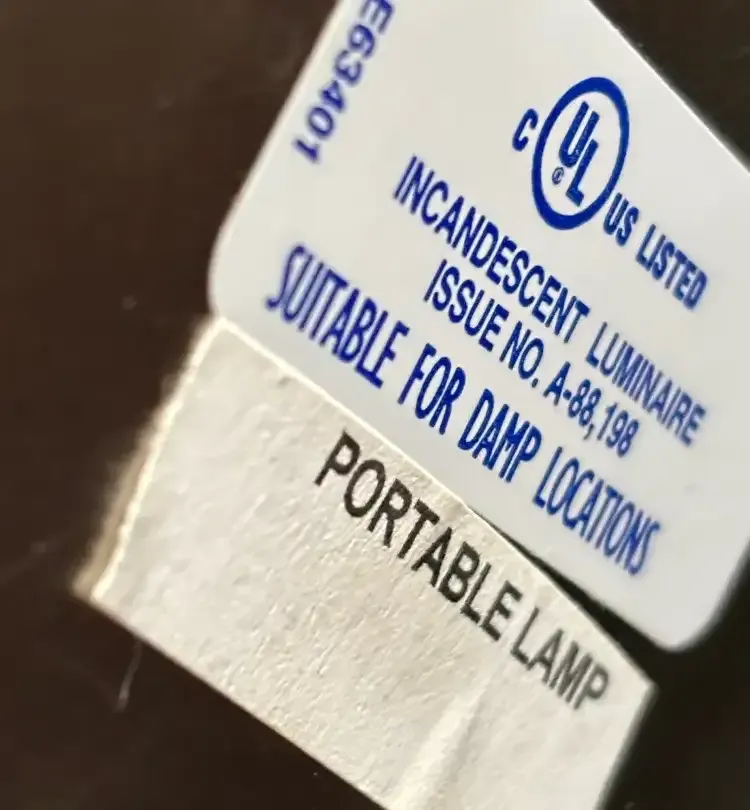 E63401
C UL US LISTED
®
INCANDESCENT LUMINAIRE
ISSUE NO. A-88,198
SUITABLE FOR DAMP LOCATIONS
PORTABLE LAMP